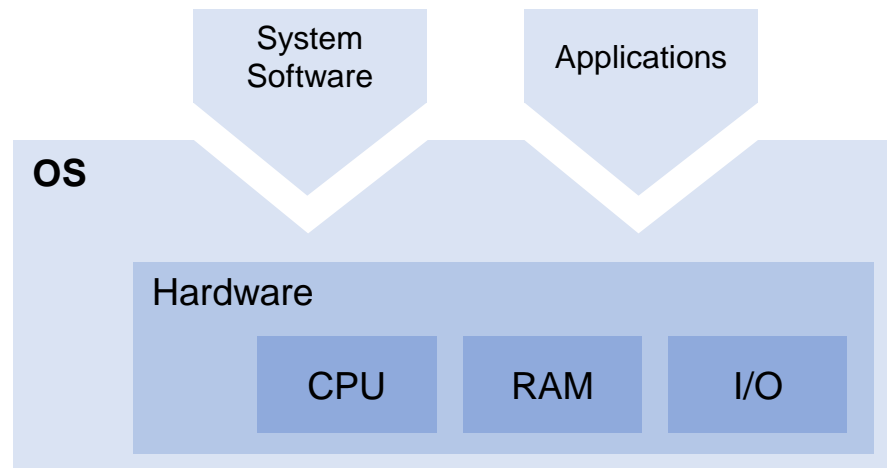 System
Software
Applications
OS
Hardware
CPU
RAM
I/O